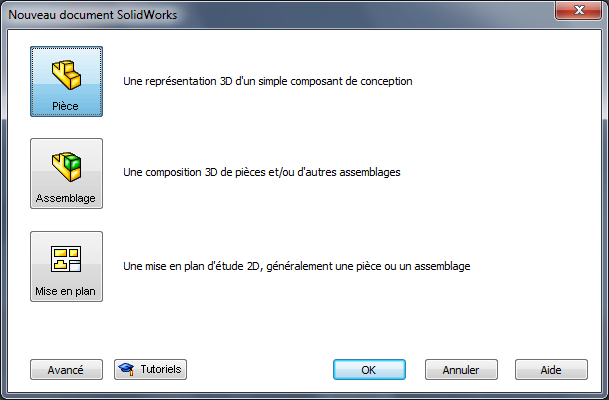 Nouveau document SolidWorks
Pièce
Une représentation 3D d'un simple composant de conception
Assemblage
Une composition 3D de pièces et/ou d'autres assemblages
Mise en plan
Une mise en plan d'étude 2D, généralement une pièce ou un assemblage
Avancé Tutoriels OK Annuler Aide